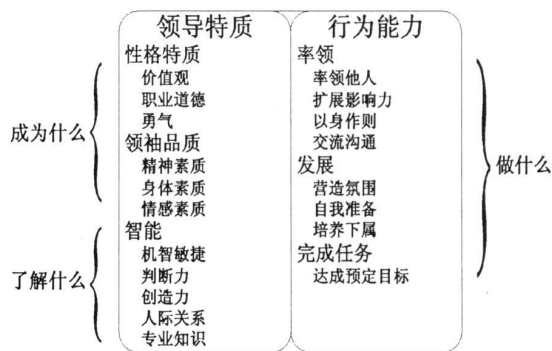 领导特质
性格特质
价值观
职业道德
勇气
领袖品质
精神素质
身体素质
情感素质
智能
机智敏捷
判断力
创造力
人际关系
专业知识
行为能力
率领
率领他人
扩展影响力
以身作则
交流沟通
发展
营造氛围
自我准备
培养下属
完成任务
达成预定目标
成为什么
了解什么
做什么